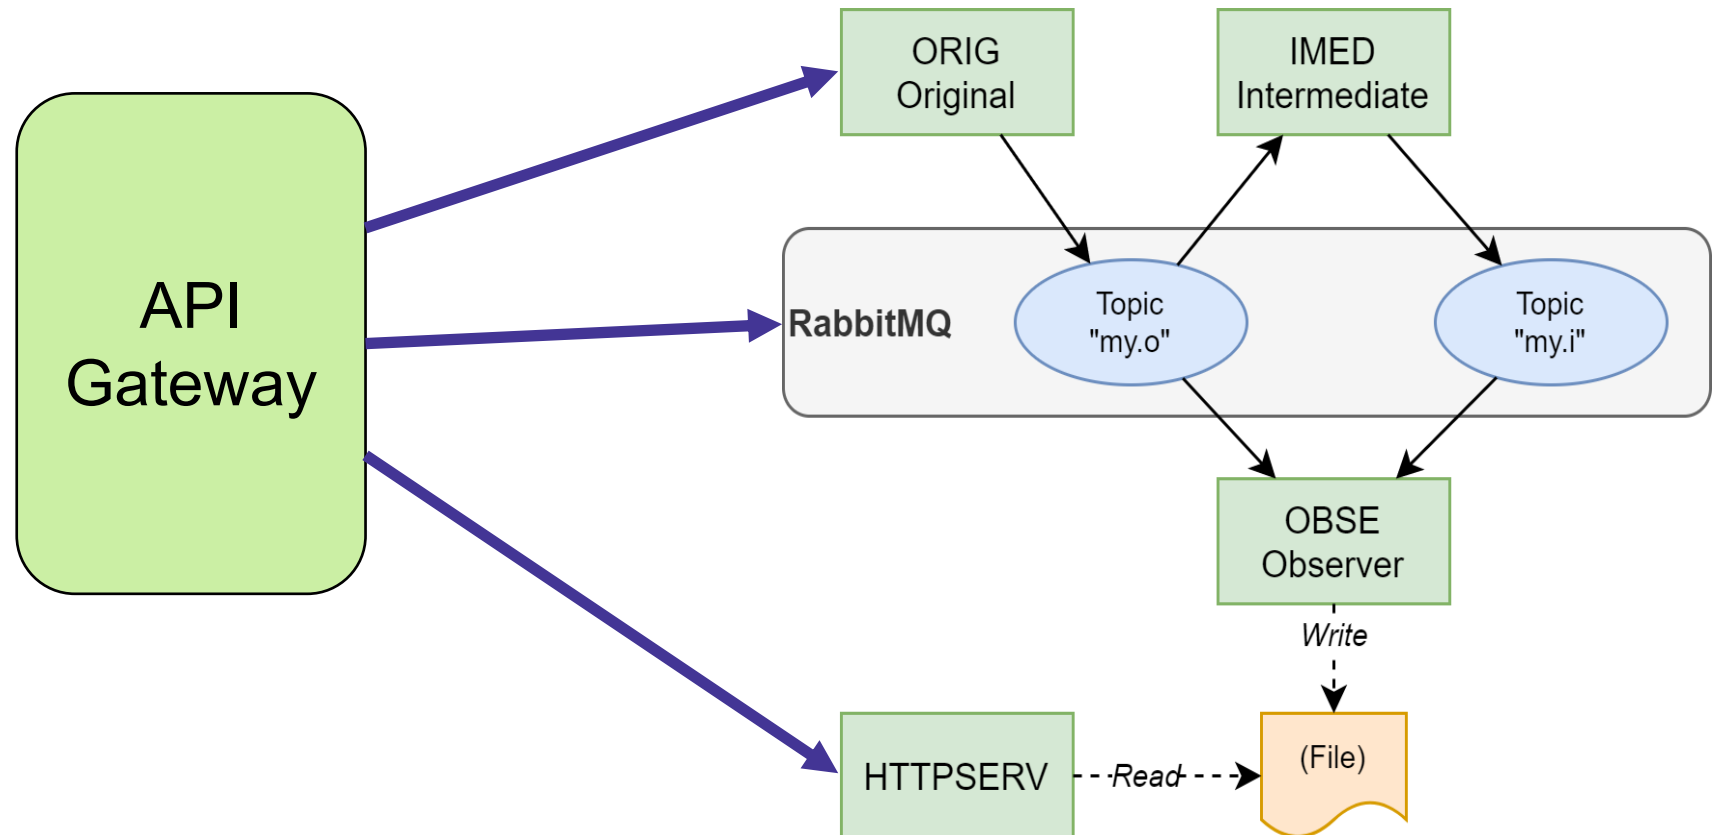 API
Gateway
ORIG
Original
IMED
Intermediate
RabbitMQ
Topic
"my.o"
Topic
"my.i"
OBSE
Observer
Write
HTTPSERV
Read
(File)